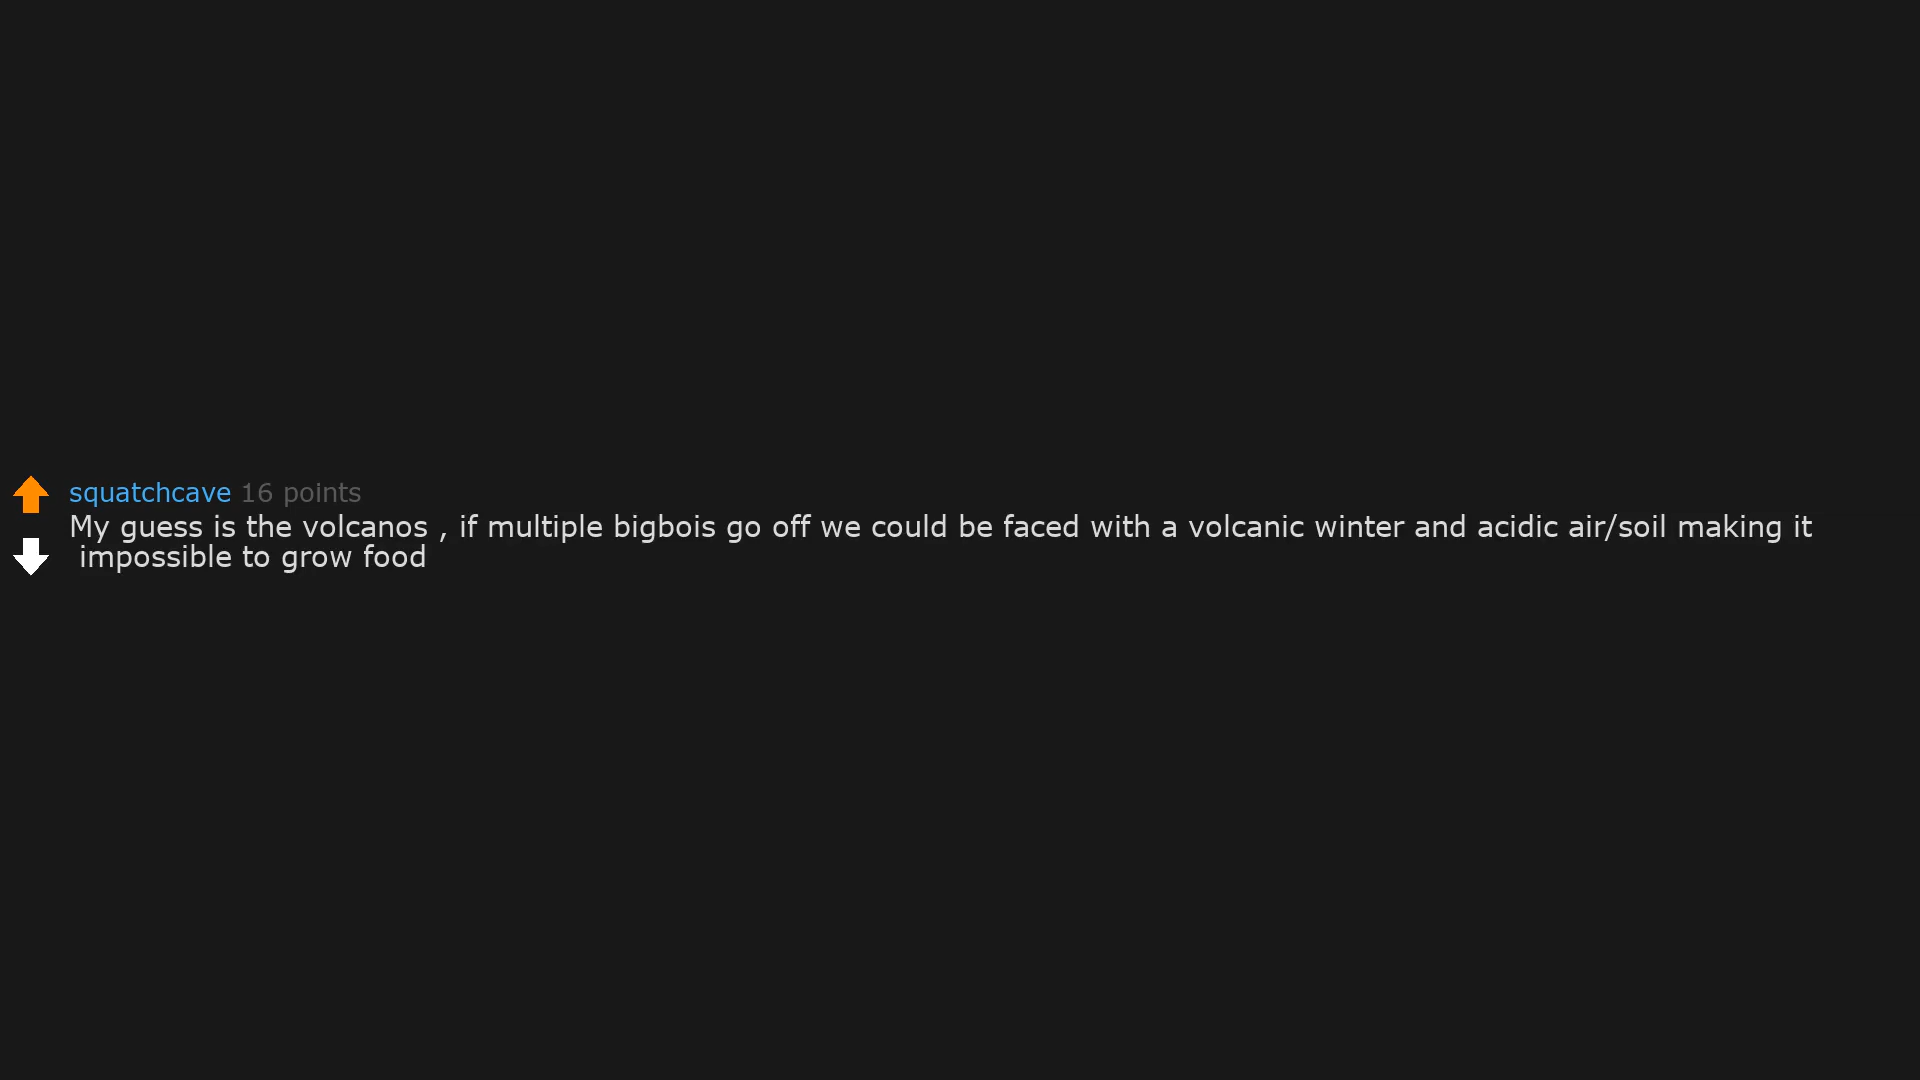 squatchcave 16 points
My guess is the volcanos , if multiple bigbois go off we could be faced with a volcanic winter and acidic air/soil making it
impossible to grow food